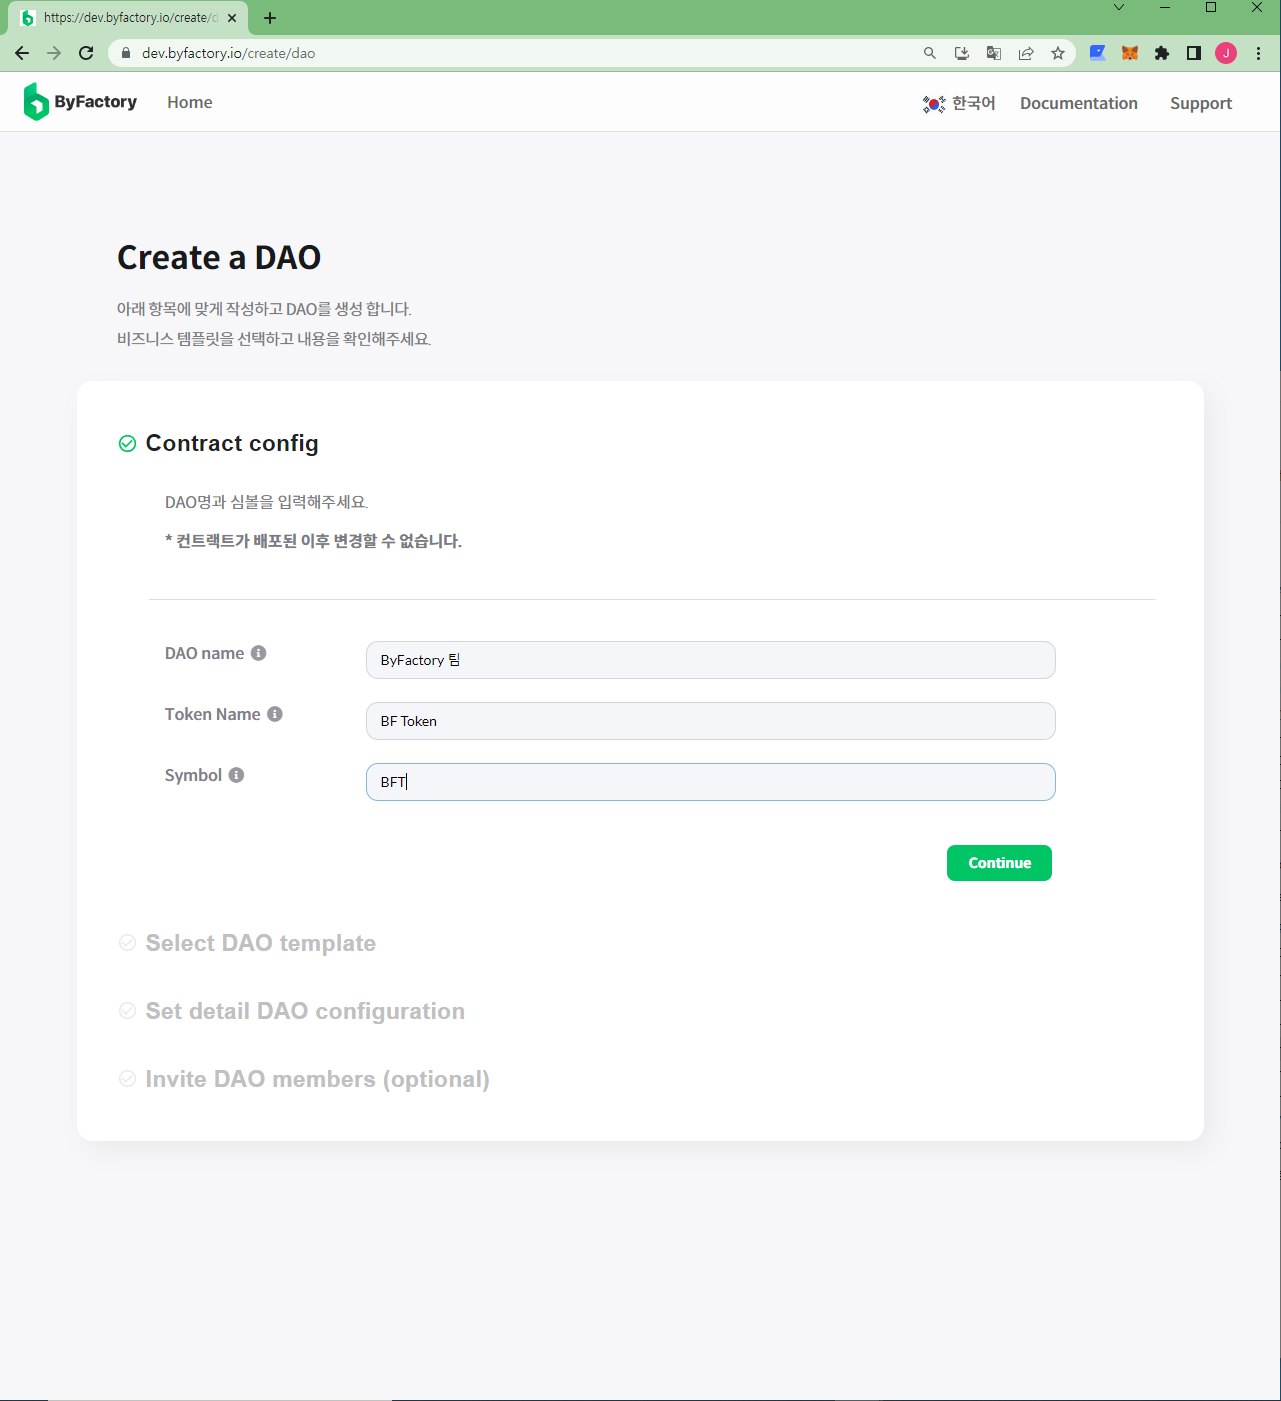 https://dev.byfactory.io/create/d
dev.byfactory.io/create/dao
J
ByFactory
Home
한국어
Documentation
Support
Create a DAO
아래 항목에 맞게 작성하고 DAO를 생성 합니다.
비즈니스 템플릿을 선택하고 내용을 확인해주세요.
Contract config
DAO명과 심볼을 입력해주세요.
* 컨트랙트가 배포된 이후 변경할 수 없습니다.
DAO name
ByFactory 팀
Token Name
BF Token
Symbol
BFT
Continue
Select DAO template
Set detail DAO configuration
Invite DAO members (optional)